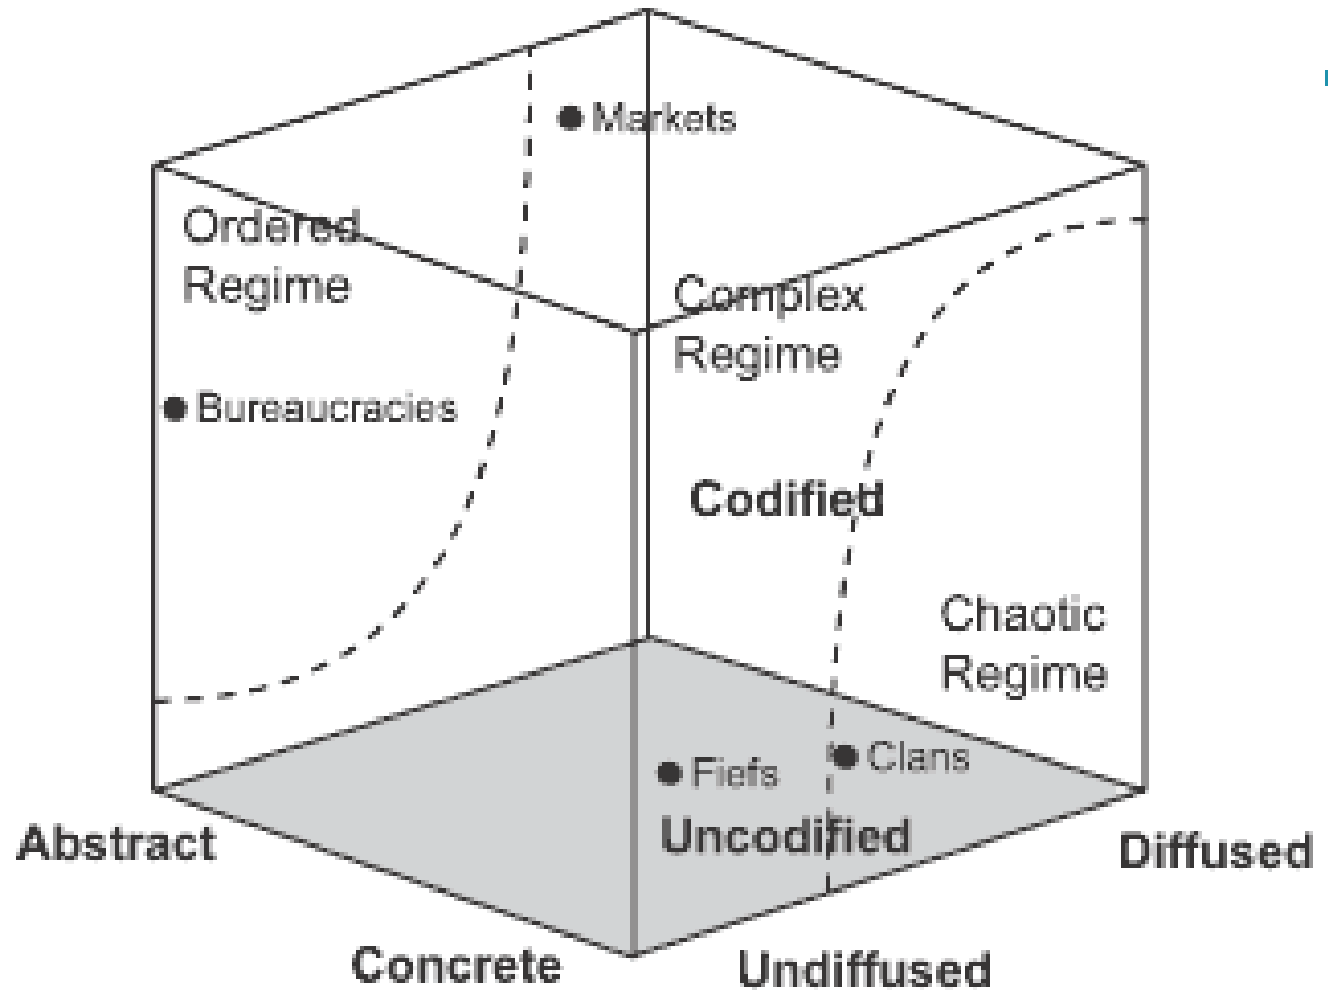 Markets
Ordered
Regime
Complex
Regime
Bureaucracies
Codified
Chaotic
Regime
Clans
Fiefs
Uncodified
Abstract
Diffused
Concrete
Undiffused